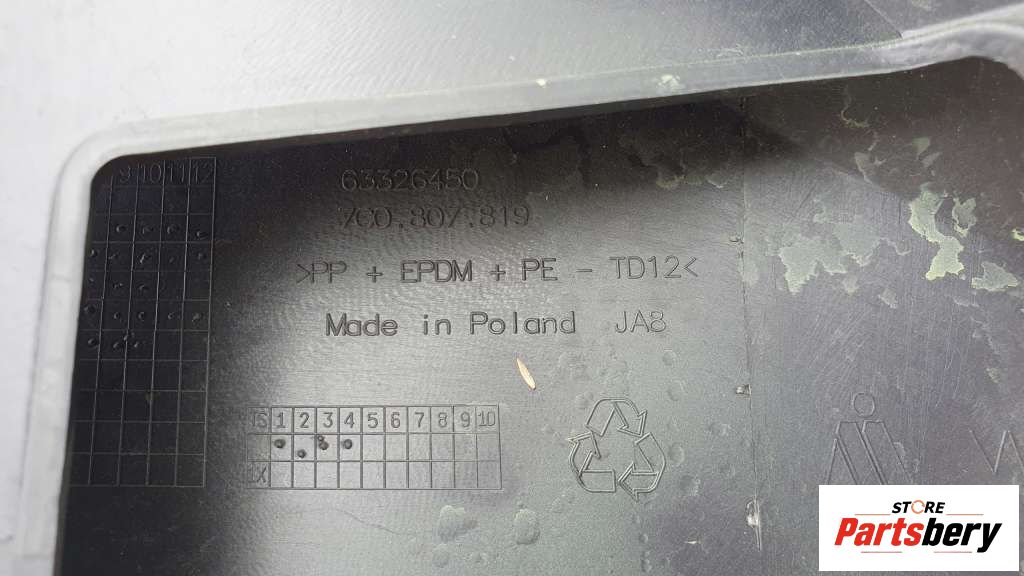 9 10 11 12
63326450
7C0.807.819
>PP + EPDM + PE - TD12<
Made in Poland JA8
1 2 3 4 5 6 7 8 9 10
STORE
Partsbery